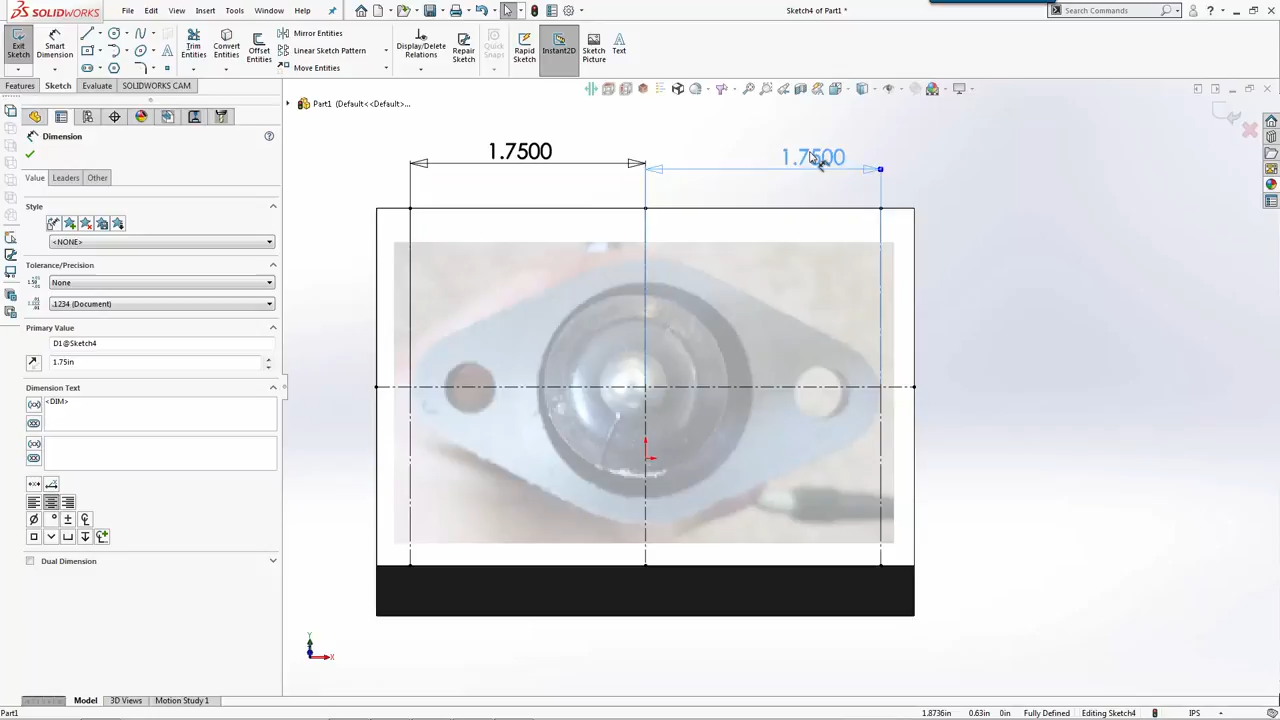 SOLIDWORKS
File
Edit
View
Insert
Tools
Window
Help
Sketch4 of Part1 *
Search Commands
Exit Sketch
Smart Dimension
Trim Entities
Convert Entities
Offset Entities
Mirror Entities
Linear Sketch Pattern
Move Entities
Display/Delete Relations
Repair Sketch
Quick Snaps
Rapid Sketch
Instant2D
Sketch Picture
Text
Features
Sketch
Evaluate
SOLIDWORKS CAM
Part1 (Default<<Default>...
Dimension
Value
Leaders
Other
Style
<NONE>
Tolerance/Precision
None
.1234 (Document)
Primary Value
D1@Sketch4
1.75in
Dimension Text
<DIM>
Dual Dimension
1.7500
1.7500
Y
X
Model
3D Views
Motion Study 1
Part1
1.8736in
0.63in
0in
Fully Defined
Editing Sketch4
IPS